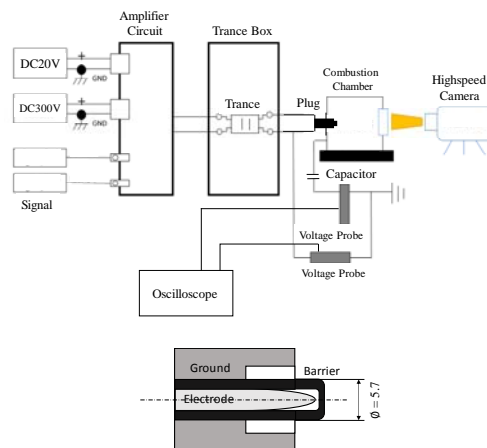 Amplifier
Circuit
Trance Box
DC20V
+
GND
DC300V
+
GND
Signal
Trance
Plug
Combustion
Chamber
Highspeed
Camera
Capacitor
Voltage Probe
Voltage Probe
Oscilloscope
Ground
Barrier
Electrode
Ø = 5.7